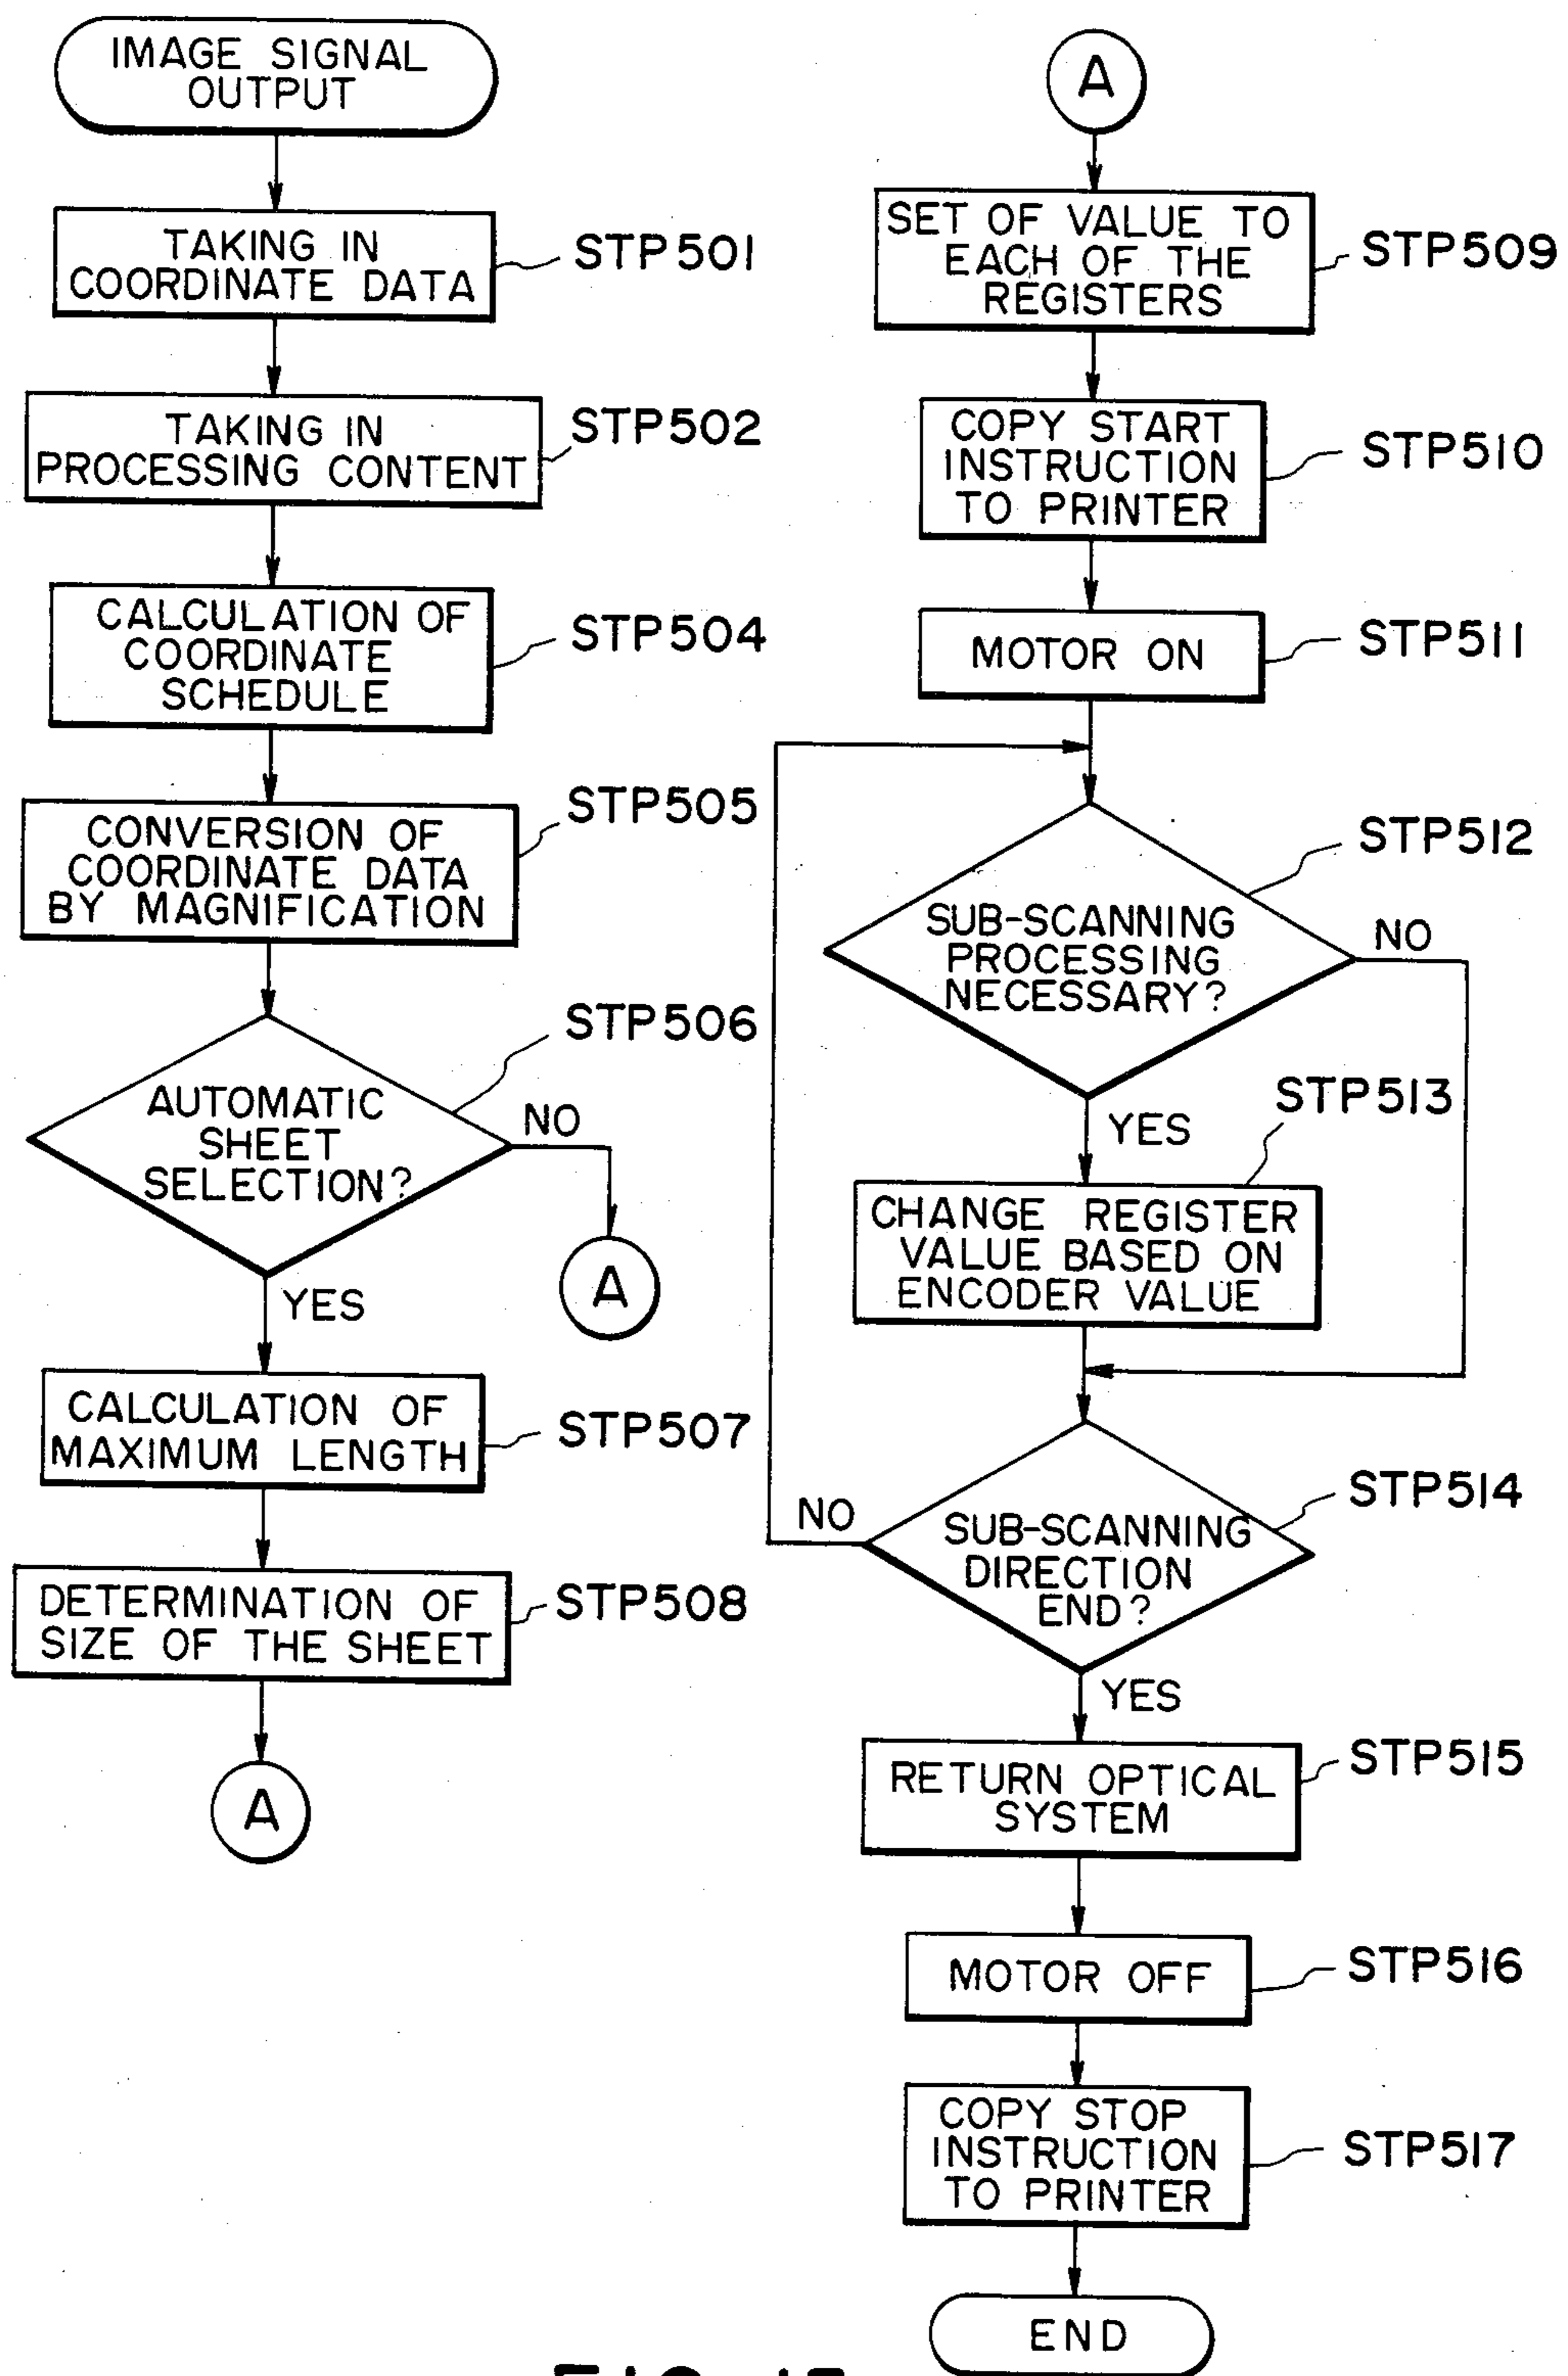 IMAGE SIGNAL
OUTPUT
TAKING IN
COORDINATE DATA
STP501
TAKING IN
PROCESSING CONTENT
STP502
CALCULATION OF
COORDINATE
SCHEDULE
STP504
CONVERSION OF
COORDINATE DATA
BY MAGNIFICATION
STP505
AUTOMATIC
SHEET
SELECTION?
STP506
NO
A
YES
CALCULATION OF
MAXIMUM LENGTH
STP507
DETERMINATION OF
SIZE OF THE SHEET
STP508
A
A
SET OF VALUE TO
EACH OF THE
REGISTERS
STP509
COPY START
INSTRUCTION
TO PRINTER
STP510
MOTOR ON
STP511
SUB-SCANNING
PROCESSING
NECESSARY?
STP512
NO
YES
STP513
CHANGE REGISTER
VALUE BASED ON
ENCODER VALUE
SUB-SCANNING
DIRECTION
END?
STP514
NO
YES
RETURN OPTICAL
SYSTEM
STP515
MOTOR OFF
STP516
COPY STOP
INSTRUCTION
TO PRINTER
STP517
END